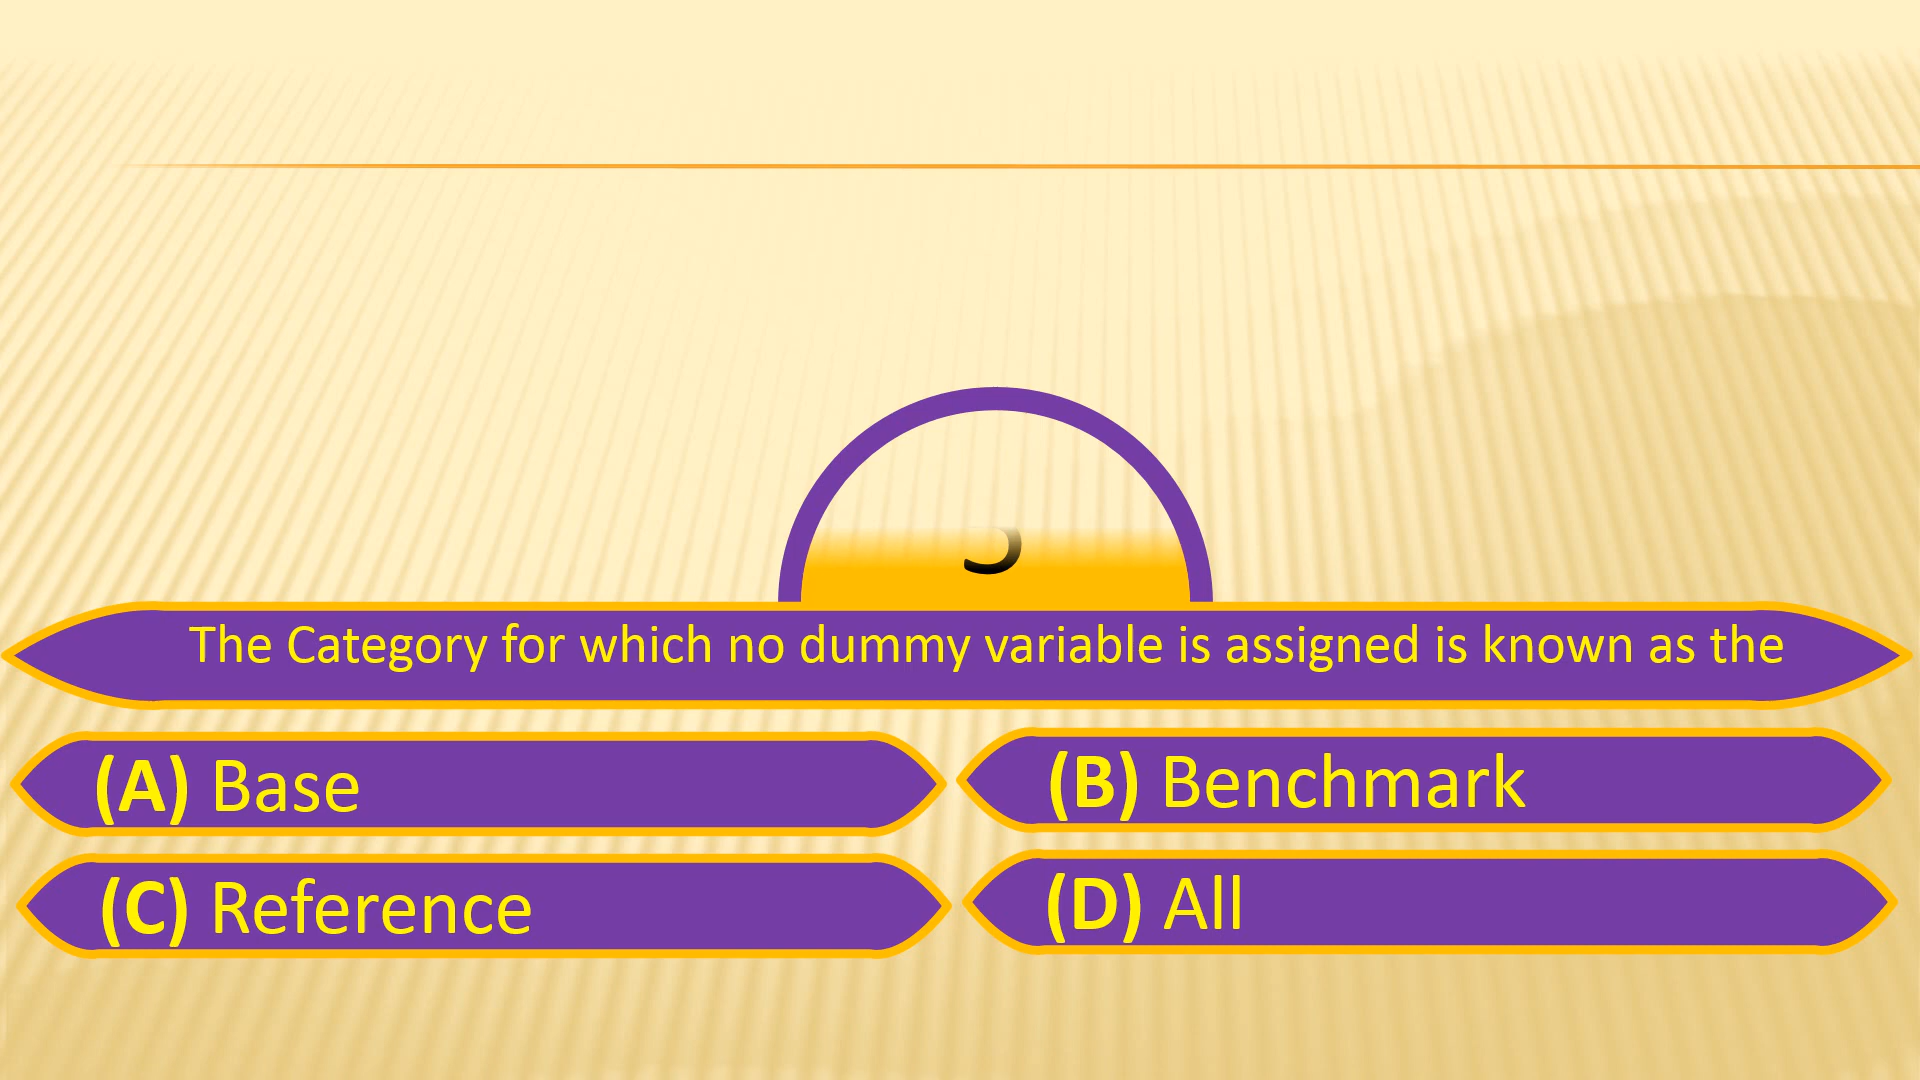 The Category for which no dummy variable is assigned is known as the
(A) Base
(B) Benchmark
(C) Reference
(D) All